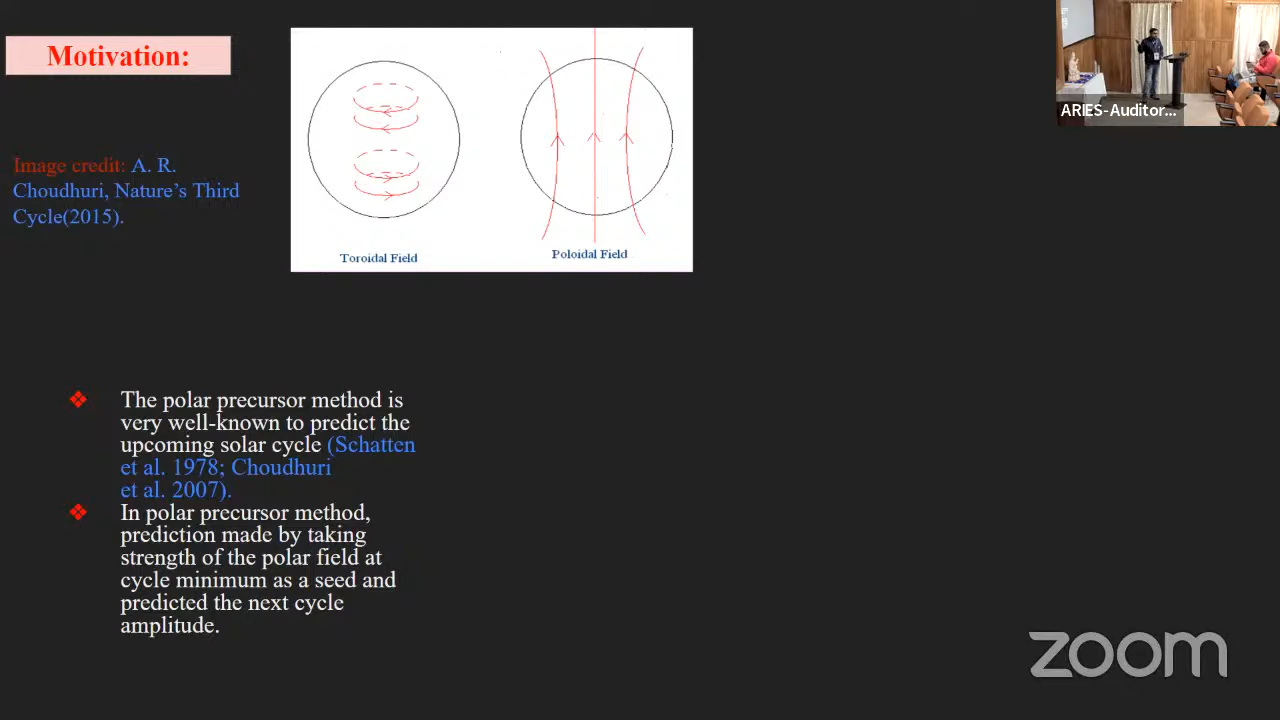 Motivation:
Image credit: A. R.
Choudhuri, Nature’s Third
Cycle(2015).
Toroidal Field
Poloidal Field
❖ The polar precursor method is
very well-known to predict the
upcoming solar cycle (Schatten
et al. 1978; Choudhuri
et al. 2007).
❖ In polar precursor method,
prediction made by taking
strength of the polar field at
cycle minimum as a seed and
predicted the next cycle
amplitude.
ARIES-Auditor...
zoom